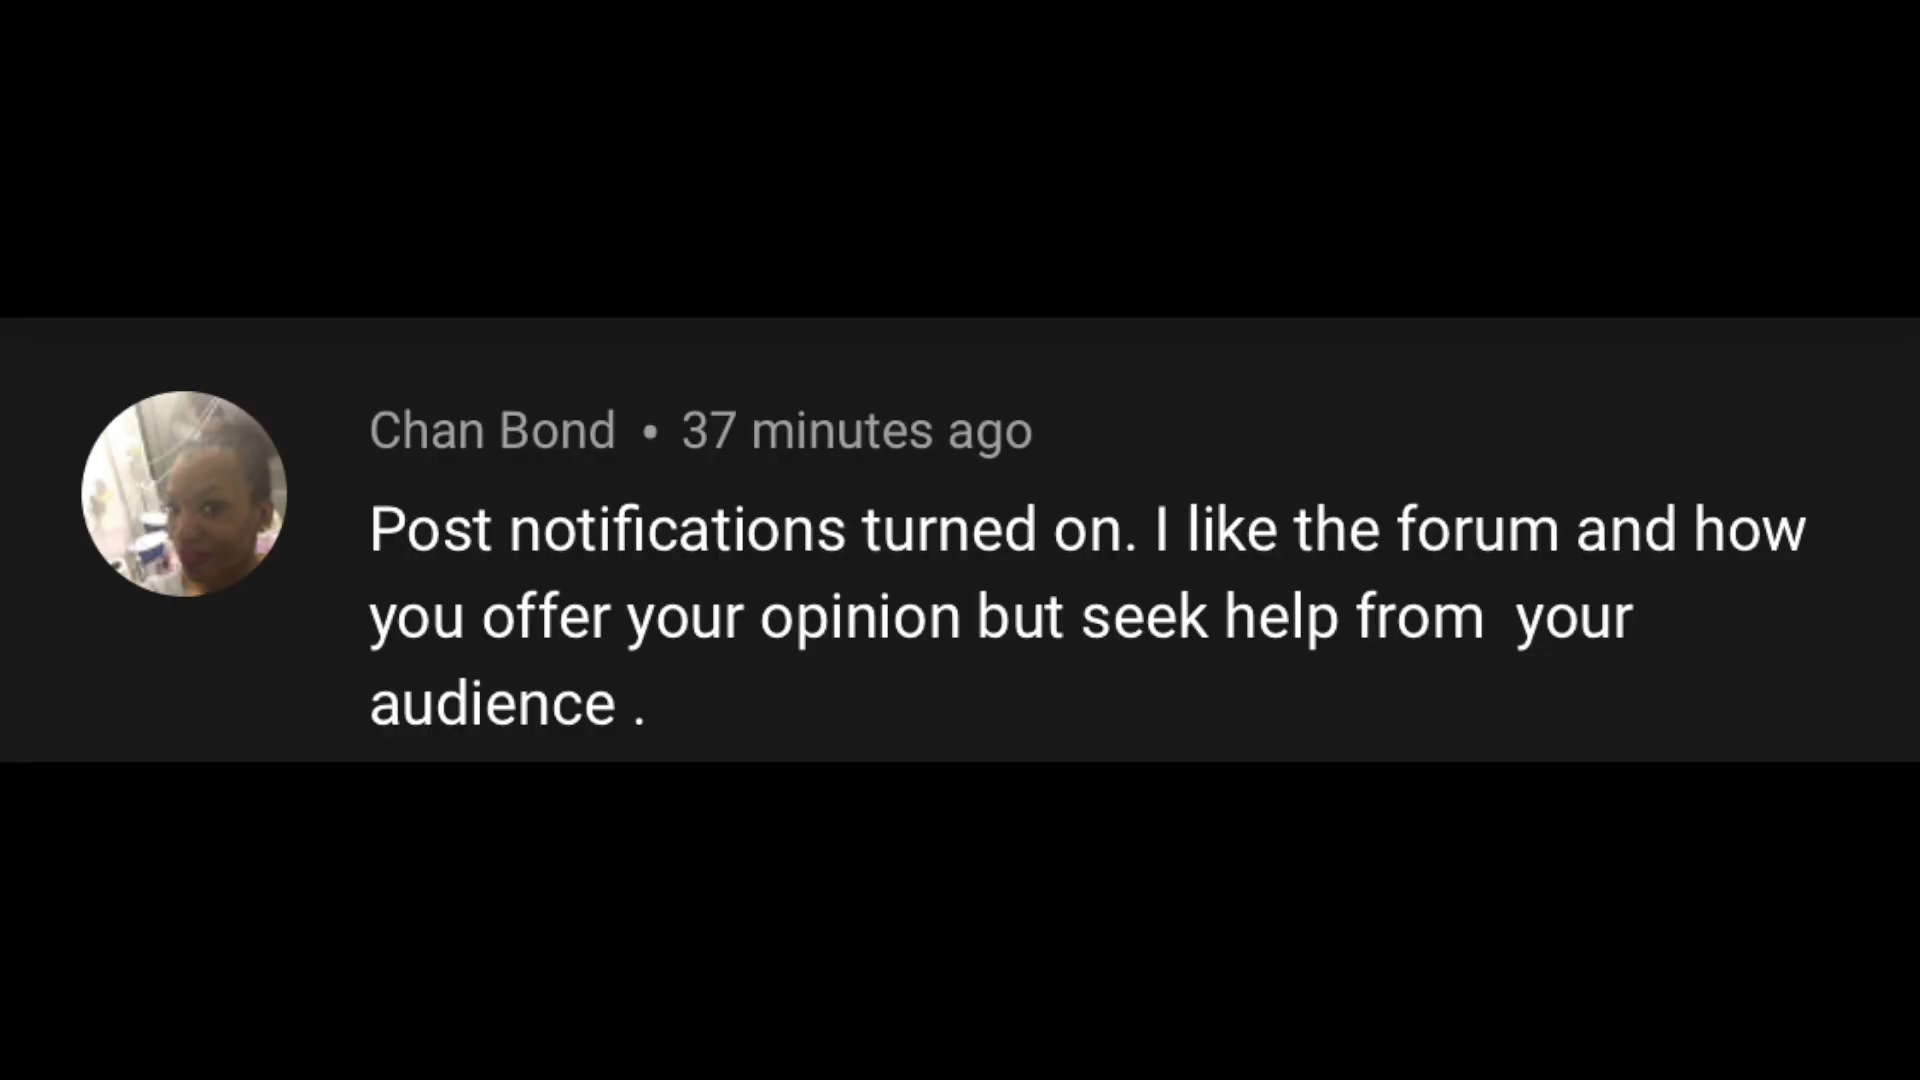 Chan Bond • 37 minutes ago
Post notifications turned on. I like the forum and how
you offer your opinion but seek help from  your
audience .